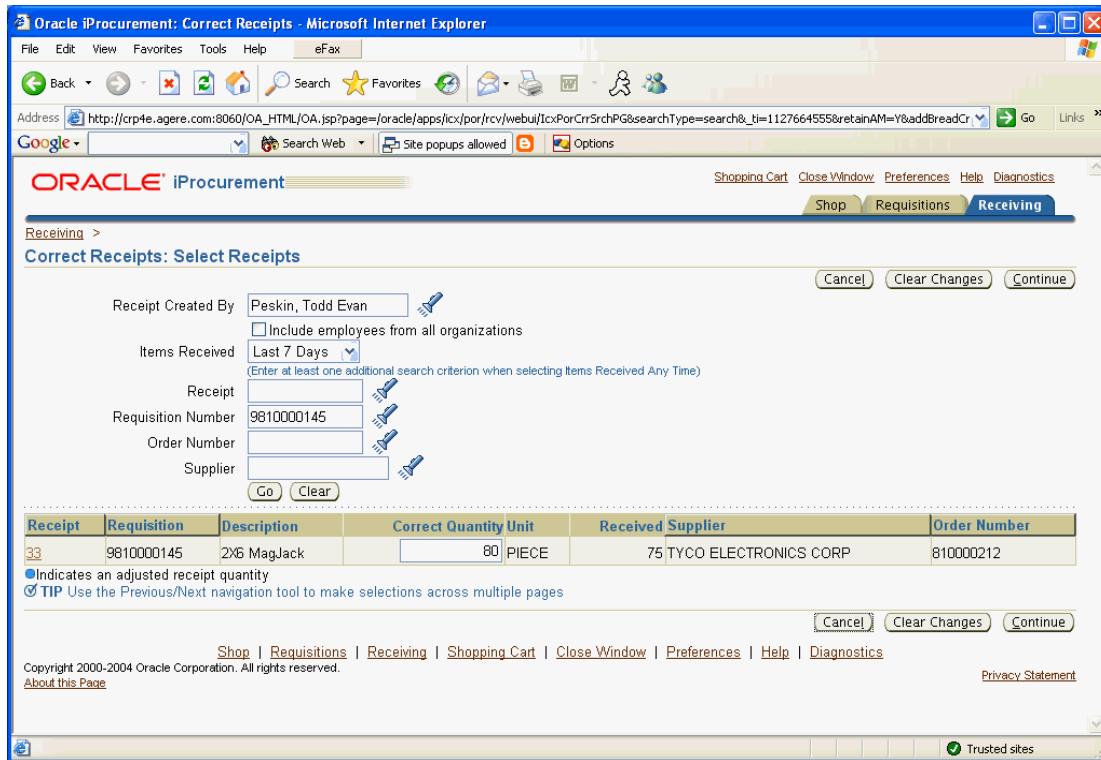 Oracle iProcurement: Correct Receipts - Microsoft Internet Explorer
File Edit View Favorites Tools Help eFax
Back Search Favorites
Address http://crp4e.agere.com:8060/OA_HTML/OA.jsp?page=/oracle/apps/icx/por/rcv/webui/IcxPorCrrSrchPG&searchType=search&_ti=1127664555&retainAM=Y&addBreadCr Go Links »
Google Search Web Site popups allowed Options
ORACLE iProcurement Shopping Cart Close Window Preferences Help Diagnostics
Shop Requisitions Receiving
Receiving >
Correct Receipts: Select Receipts
Cancel Clear Changes Continue
Receipt Created By Peskin, Todd Evan
Include employees from all organizations
Items Received Last 7 Days
(Enter at least one additional search criterion when selecting Items Received Any Time)
Receipt
Requisition Number 9810000145
Order Number
Supplier
Go Clear
Receipt Requisition Description Correct Quantity Unit Received Supplier Order Number
33 9810000145 2X6 MagJack 80 PIECE 75 TYCO ELECTRONICS CORP 810000212
Indicates an adjusted receipt quantity
TIP Use the Previous/Next navigation tool to make selections across multiple pages
Cancel Clear Changes Continue
Shop | Requisitions | Receiving | Shopping Cart | Close Window | Preferences | Help | Diagnostics
Copyright 2000-2004 Oracle Corporation. All rights reserved.
About this Page Privacy Statement
Trusted sites